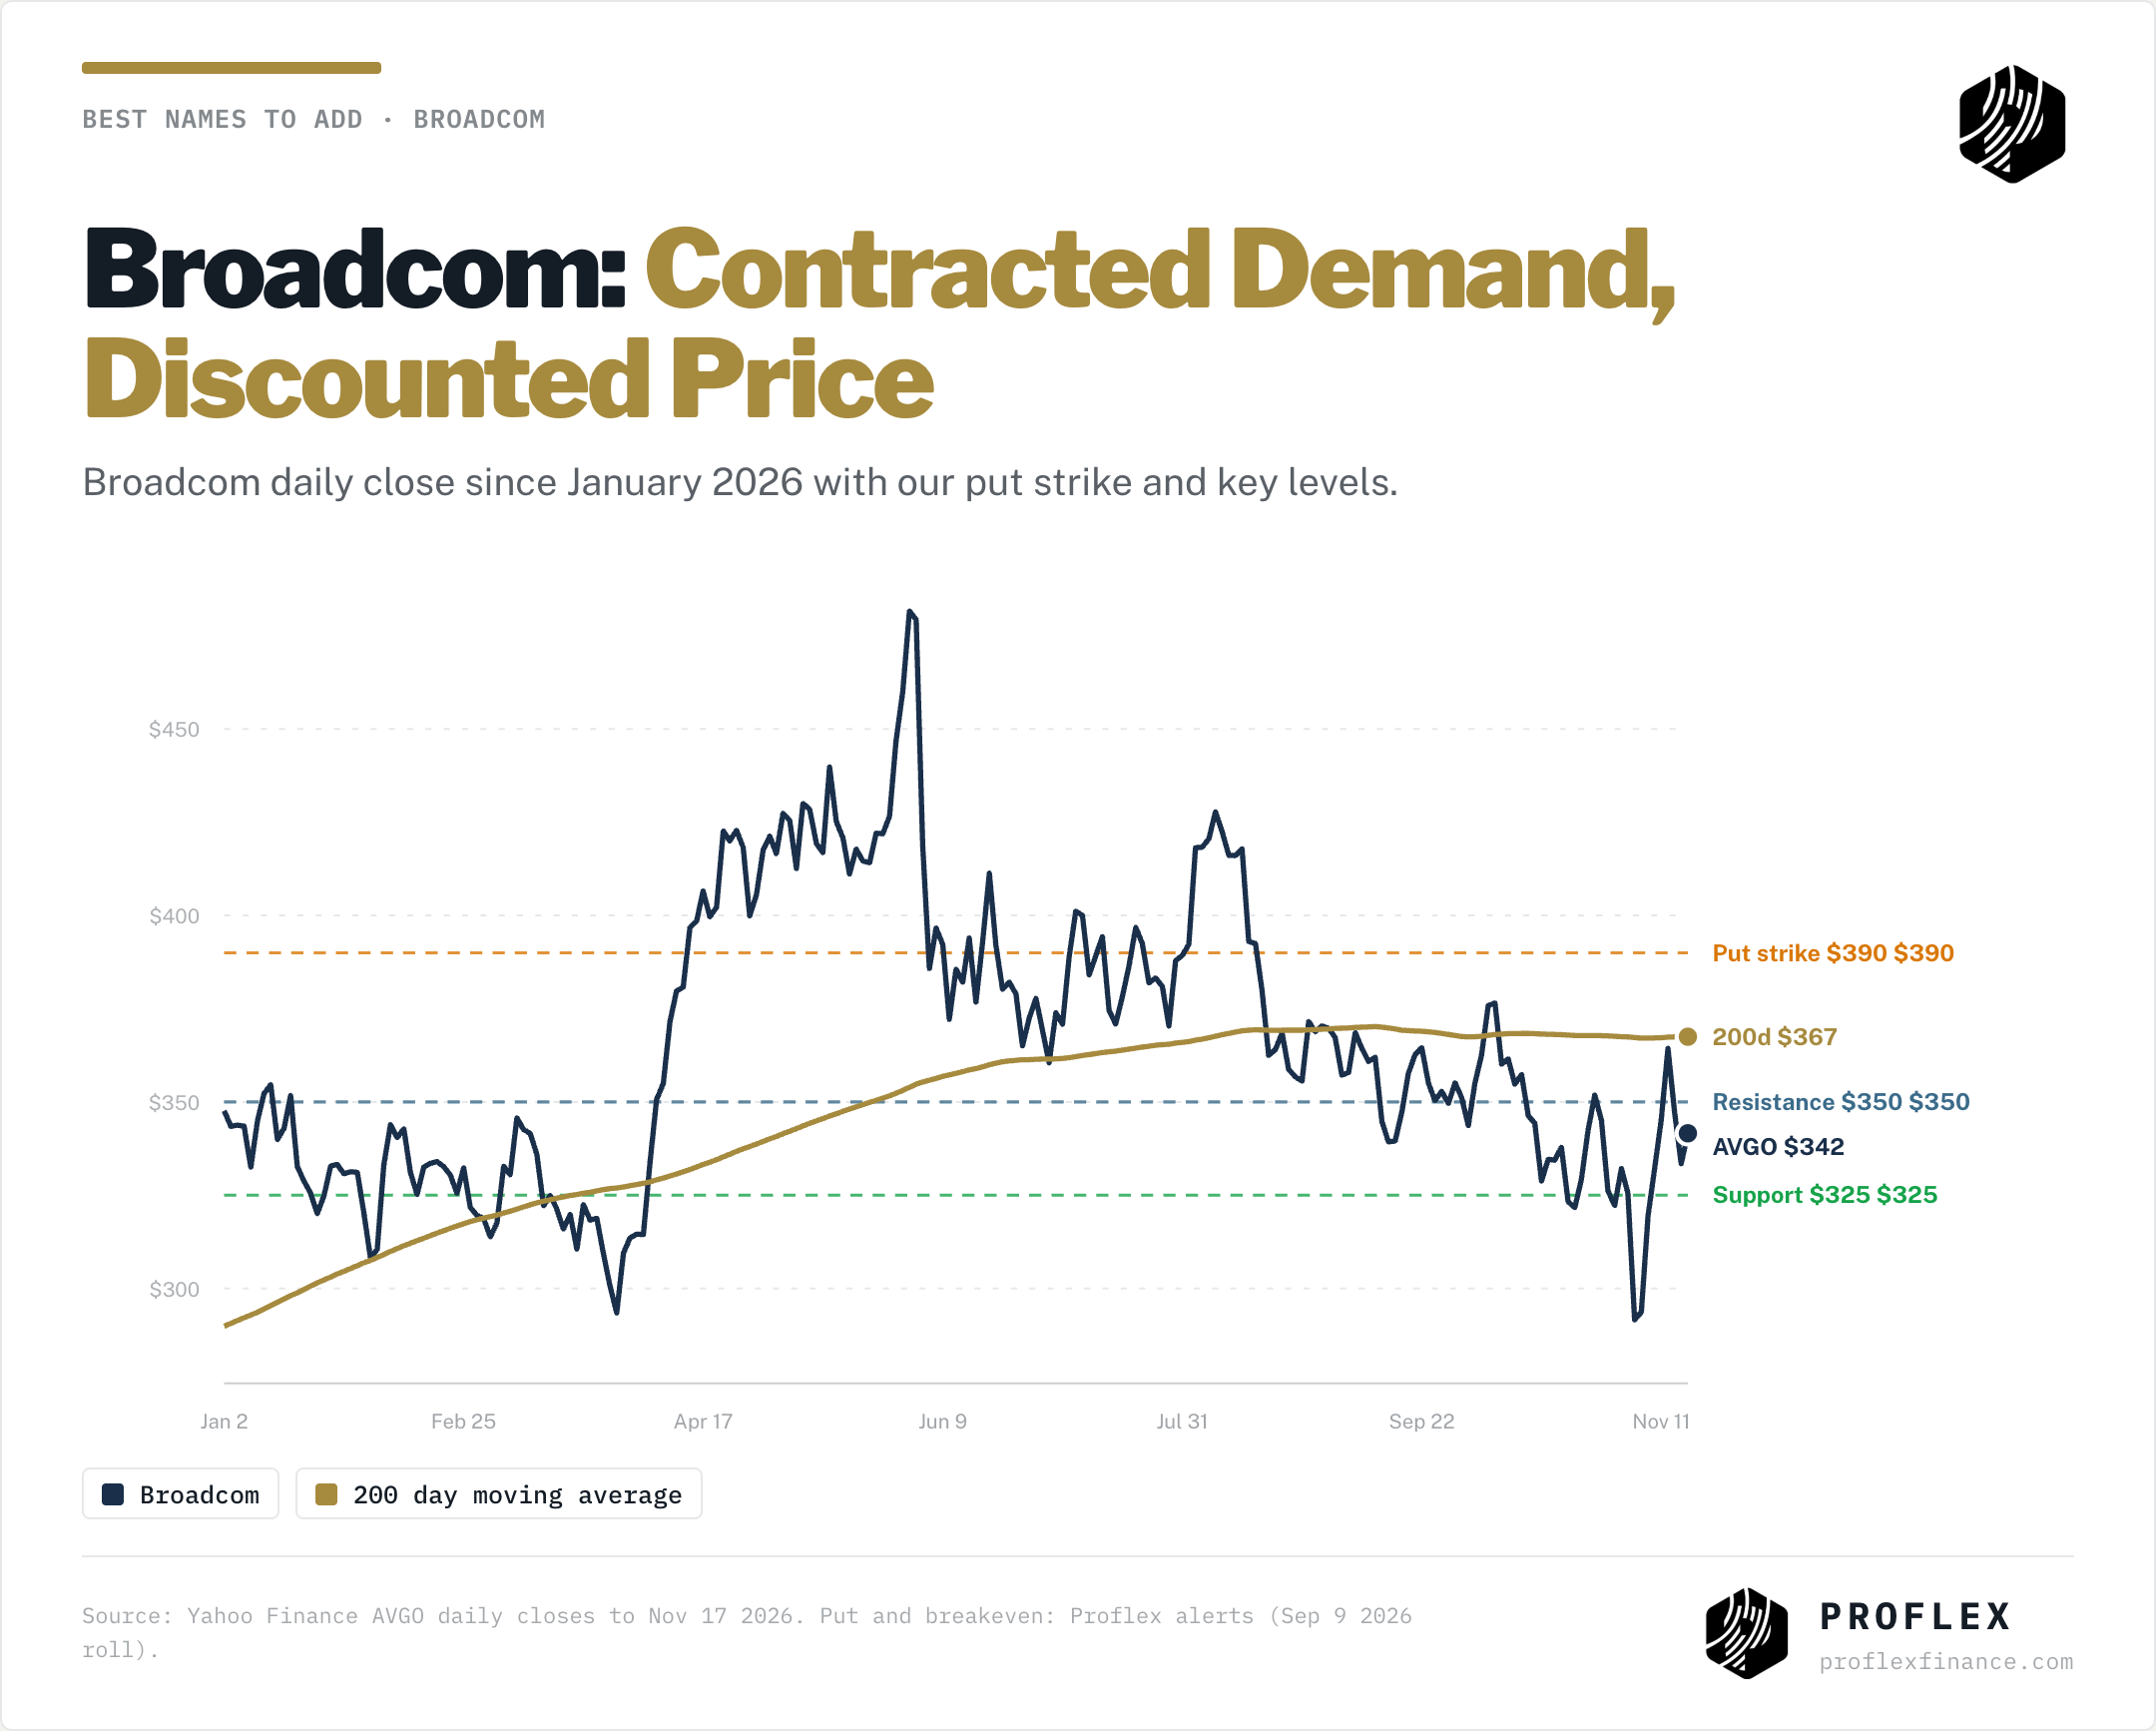 BEST NAMES TO ADD · BROADCOM
Broadcom: Contracted Demand,
Discounted Price
Broadcom daily close since January 2026 with our put strike and key levels.
$450
$400
Put strike $390 $390
200d $367
$350
Resistance $350 $350
AVGO $342
Support $325 $325
$300
Jan 2 Feb 25 Apr 17 Jun 9 Jul 31 Sep 22 Nov 11
Broadcom 200 day moving average
Source: Yahoo Finance AVGO daily closes to Nov 17 2026. Put and breakeven: Proflex alerts (Sep 9 2026
roll).
PROFLEX
proflexfinance.com